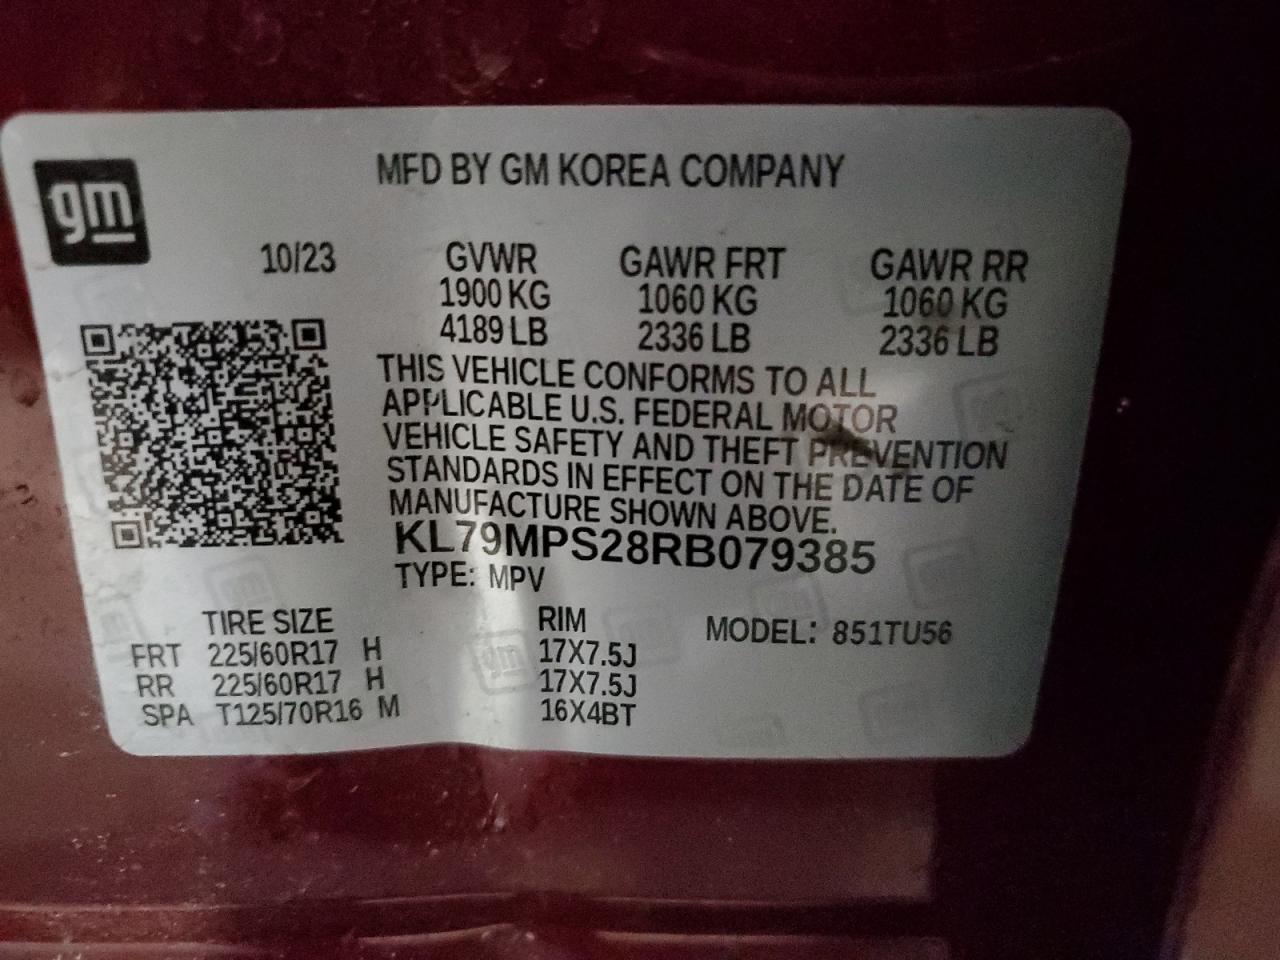 gm
MFD BY GM KOREA COMPANY
10/23 GVWR GAWR FRT GAWR RR
1900 KG 1060 KG 1060 KG
4189 LB 2336 LB 2336 LB
THIS VEHICLE CONFORMS TO ALL
APPLICABLE U.S. FEDERAL MOTOR
VEHICLE SAFETY AND THEFT PREVENTION
STANDARDS IN EFFECT ON THE DATE OF
MANUFACTURE SHOWN ABOVE.
KL79MPS28RB079385
TYPE: MPV
TIRE SIZE RIM MODEL: 851TU56
FRT 225/60R17 H 17X7.5J
RR 225/60R17 H 17X7.5J
SPA T125/70R16 M 16X4BT